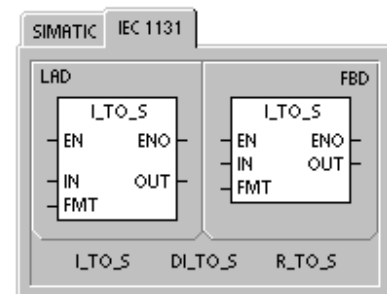 SIMATIC IEC 1131
LAD FBD
I_TO_S I_TO_S
EN ENO EN ENO
IN OUT IN OUT
FMT FMT
I_TO_S DI_TO_S R_TO_S